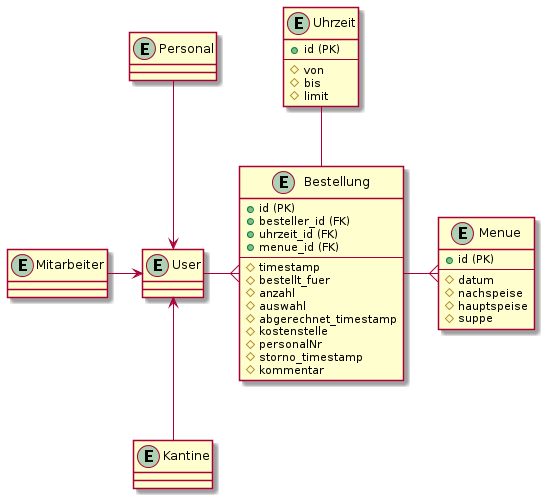 E Uhrzeit
id (PK)
von
bis
limit
E Personal
E Bestellung
id (PK)
besteller_id (FK)
uhrzeit_id (FK)
menue_id (FK)
timestamp
bestellt_fuer
anzahl
auswahl
abgerechnet_timestamp
kostenstelle
personalNr
storno_timestamp
kommentar
E Mitarbeiter
E User
E Menue
id (PK)
datum
nachspeise
hauptspeise
suppe
E Kantine